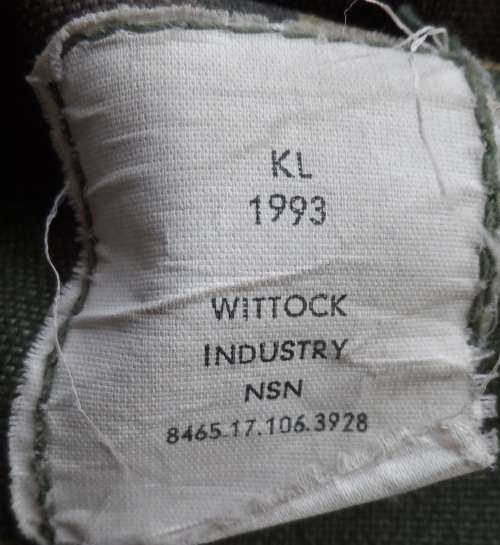 KL
1993
WITTOCK
INDUSTRY
NSN
8465.17.106.3928